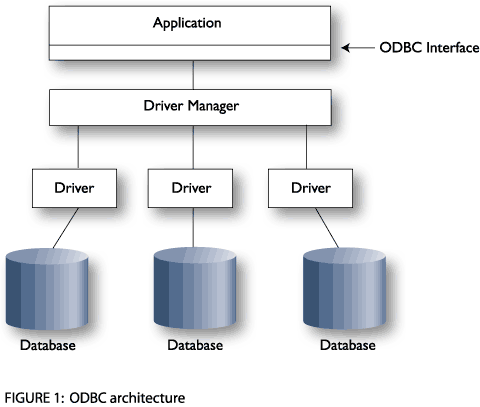 Application
ODBC Interface
Driver Manager
Driver
Driver
Driver
Database
Database
Database
FIGURE 1: ODBC architecture